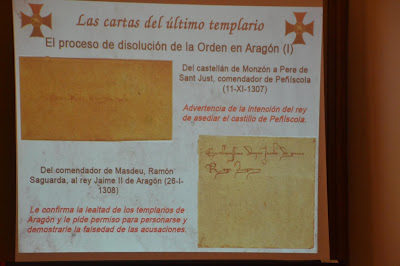 Las cartas del último templario
El proceso de disolución de la Orden en Aragón (I)
Del castellán de Monzón a Pere de
Sant Just, comendador de Peñíscola
(11-XI-1307)
Advertencia de la intención del rey
de asediar el castillo de Peñíscola.
Del comendador de Masdeu, Ramón
Saguarda, al rey Jaime II de Aragón (26-I-
1308)
Le confirma la lealtad de los templarios de
Aragón y le pide permiso para personarse y
demostrarle la falsedad de las acusaciones.